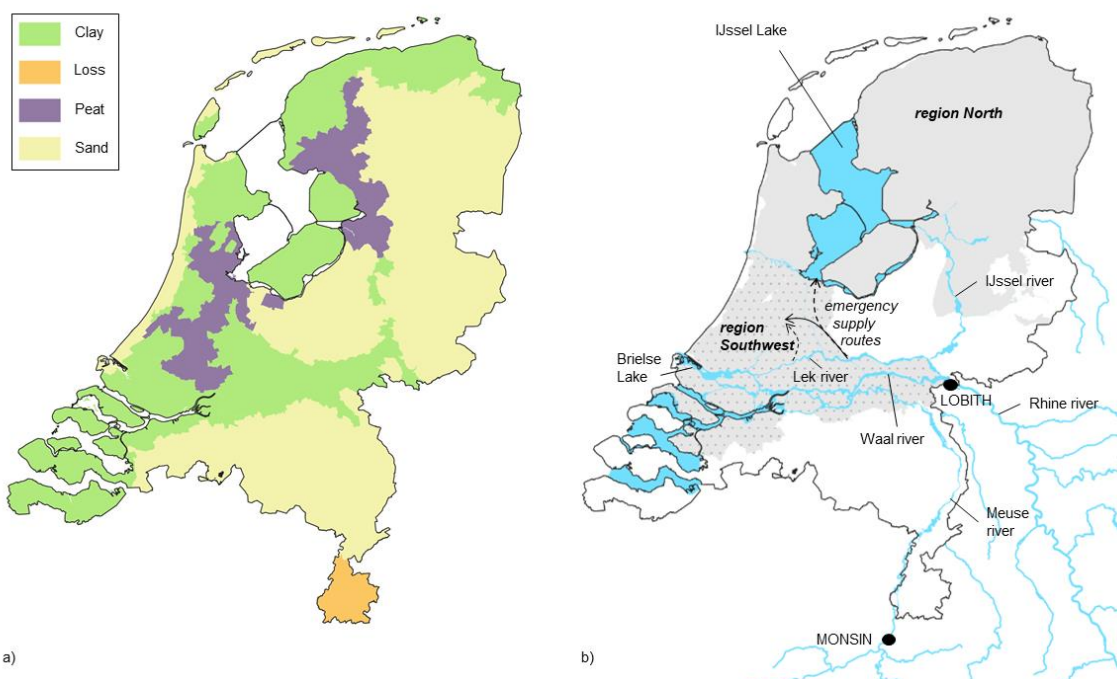 Clay
Loss
Peat
Sand
a)
IJssel Lake
region North
IJssel river
emergency
supply
routes
region
Southwest
Brielse
Lake
Lek river
LOBITH
Rhine river
Waal river
Meuse
river
MONSIN
b)